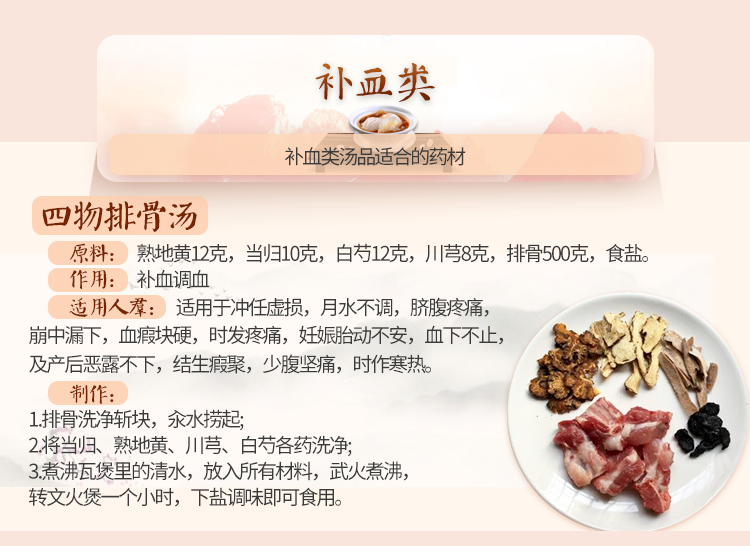 补血类
补血类汤品适合的药材
四物排骨汤
原料： 熟地黄12克，当归10克，白芍12克，川芎8克，排骨500克，食盐。
作用： 补血调血
适用人群： 适用于冲任虚损，月水不调，脐腹疼痛，
崩中漏下，血瘕块硬，时发疼痛，妊娠胎动不安，血下不止，
及产后恶露不下，结生瘕聚，少腹坚痛，时作寒热。
制作：
1.排骨洗净斩块，汆水捞起;
2.将当归、熟地黄、川芎、白芍各药洗净;
3.煮沸瓦煲里的清水，放入所有材料，武火煮沸，
转文火煲一个小时，下盐调味即可食用。